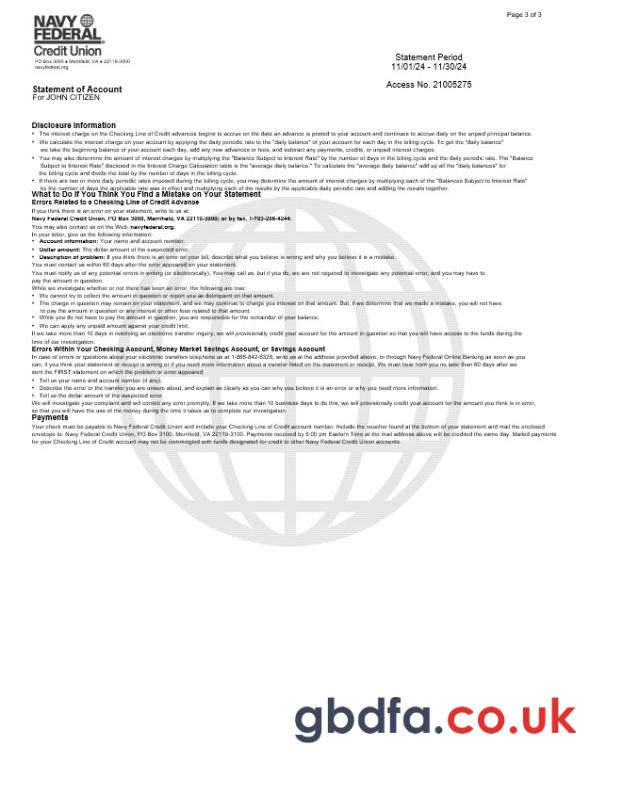 Page 3 of 3
NAVY
FEDERAL
Credit Union
PO Box 3000 • Merrifield, VA • 22119-3000
navyfederal.org
Statement Period
11/01/24 - 11/30/24
Access No. 21005275
Statement of Account
For JOHN CITIZEN
Disclosure Information
• The interest charge on the Checking Line of Credit advances begins to accrue on the date an advance is posted to your account and continues to accrue daily on the unpaid principal balance.
• We calculate the interest charge on your account by applying the daily periodic rate to the "daily balance" of your account for each day in the billing cycle. To get the "daily balance"
we take the beginning balance of your account each day, add any new advances or fees, and subtract any payments, credits, or unpaid interest charges.
• You may also determine the amount of interest charges by multiplying the "Balance Subject to Interest Rate" by the number of days in the billing cycle and the daily periodic rate. The "Balance
Subject to Interest Rate" disclosed in the Interest Charge Calculation table is the "average daily balance." To calculate the "average daily balance" add up all the "daily balances" for
the billing cycle and divide the total by the number of days in the billing cycle.
• If there are two or more daily periodic rates imposed during the billing cycle, you may determine the amount of interest charges by multiplying each of the "Balances Subject to Interest Rate"
by the number of days the applicable rate was in effect and multiplying each of the results by the applicable daily periodic rate and adding the results together.
What to Do If You Think You Find a Mistake on Your Statement
Errors Related to a Checking Line of Credit Advance
If you think there is an error on your statement, write to us at:
Navy Federal Credit Union, PO Box 3000, Merrifield, VA 22119-3000; or by fax, 1-703-206-4244.
You may also contact us on the Web: navyfederal.org.
In your letter, give us the following information:
• Account information: Your name and account number.
• Dollar amount: The dollar amount of the suspected error.
• Description of problem: If you think there is an error on your bill, describe what you believe is wrong and why you believe it is a mistake.
You must contact us within 60 days after the error appeared on your statement.
You must notify us of any potential errors in writing (or electronically). You may call us, but if you do, we are not required to investigate any potential error, and you may have to
pay the amount in question.
While we investigate whether or not there has been an error, the following are true:
• We cannot try to collect the amount in question or report you as delinquent on that amount.
• The charge in question may remain on your statement, and we may continue to charge you interest on that amount. But, if we determine that we made a mistake, you will not have
to pay the amount in question or any interest or other fees related to that amount.
• While you do not have to pay the amount in question, you are responsible for the remainder of your balance.
• We can apply any unpaid amount against your credit limit.
If we take more than 10 days in resolving an electronic transfer inquiry, we will provisionally credit your account for the amount in question so that you will have access to the funds during the
time of our investigation.
Errors Within Your Checking Account, Money Market Savings Account, or Savings Account
In case of errors or questions about your electronic transfers telephone us at 1-888-842-6328, write us at the address provided above, or through Navy Federal Online Banking as soon as you
can, if you think your statement or receipt is wrong or if you need more information about a transfer listed on the statement or receipt. We must hear from you no later than 60 days after we
sent the FIRST statement on which the problem or error appeared.
• Tell us your name and account number (if any).
• Describe the error or the transfer you are unsure about, and explain as clearly as you can why you believe it is an error or why you need more information.
• Tell us the dollar amount of the suspected error.
We will investigate your complaint and will correct any error promptly. If we take more than 10 business days to do this, we will provisionally credit your account for the amount you think is in error,
so that you will have the use of the money during the time it takes us to complete our investigation.
Payments
Your check must be payable to Navy Federal Credit Union and include your Checking Line of Credit account number. Include the voucher found at the bottom of your statement and mail the enclosed
envelope to: Navy Federal Credit Union, PO Box 3100, Merrifield, VA 22119-3100. Payments received by 5:00 pm Eastern Time at the mail address above will be credited the same day. Mailed payments
for your Checking Line of Credit account may not be commingled with funds designated for credit to other Navy Federal Credit Union accounts.
gbdfa.co.uk